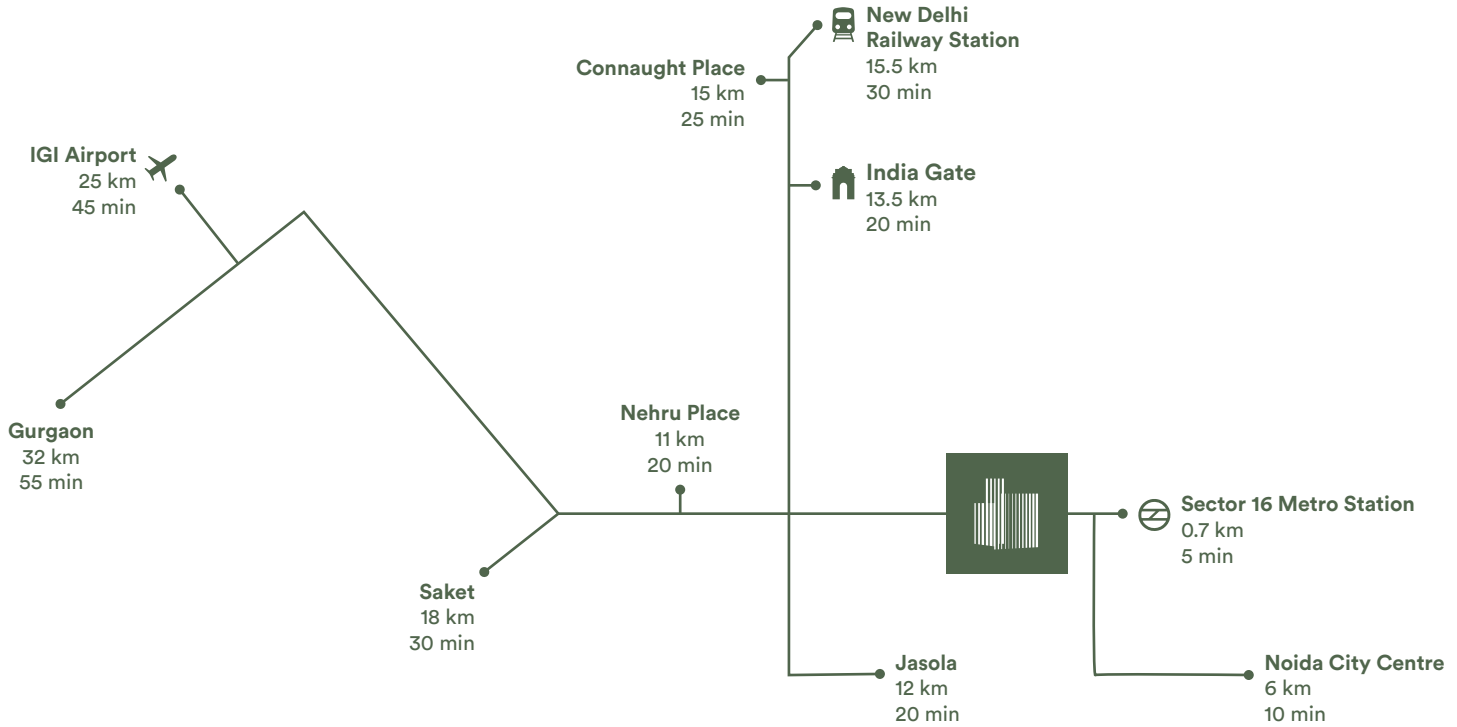 New Delhi
Railway Station
15.5 km
30 min
Connaught Place
15 km
25 min
IGI Airport
25 km
45 min
India Gate
13.5 km
20 min
Gurgaon
32 km
55 min
Nehru Place
11 km
20 min
Sector 16 Metro Station
0.7 km
5 min
Saket
18 km
30 min
Jasola
12 km
20 min
Noida City Centre
6 km
10 min